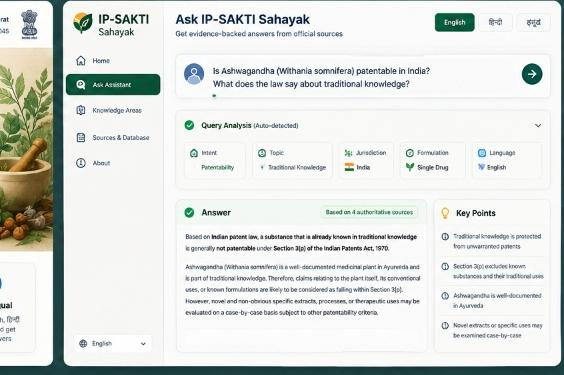 IP-SAKTI
Sahayak
Home
Ask Assistant
Knowledge Areas
Sources & Database
About
English
Ask IP-SAKTI Sahayak
Get evidence-backed answers from official sources
English
हिन्दी
ಕನ್ನಡ
Is Ashwagandha (Withania somnifera) patentable in India?
What does the law say about traditional knowledge?
Query Analysis (Auto-detected)
Intent
Patentability
Topic
Traditional Knowledge
Jurisdiction
India
Formulation
Single Drug
Language
English
Answer
Based on 4 authoritative sources
Based on Indian patent law, a substance that is already known in traditional knowledge
is generally not patentable under Section 3(p) of the Indian Patents Act, 1970.
Ashwagandha (Withania somnifera) is a well-documented medicinal plant in Ayurveda and
is part of traditional knowledge. Therefore, claims relating to the plant itself, its conventional
uses, or known formulations are likely to be considered as falling within Section 3(p).
However, novel and non-obvious specific extracts, processes, or therapeutic uses may be
evaluated on a case-by-case basis subject to other patentability criteria.
Key Points
Traditional knowledge is protected
from unwarranted patents
Section 3(p) excludes known
substances and their traditional uses
Ashwagandha is well-documented
in Ayurveda
Novel extracts or specific uses may
be examined case-by-case